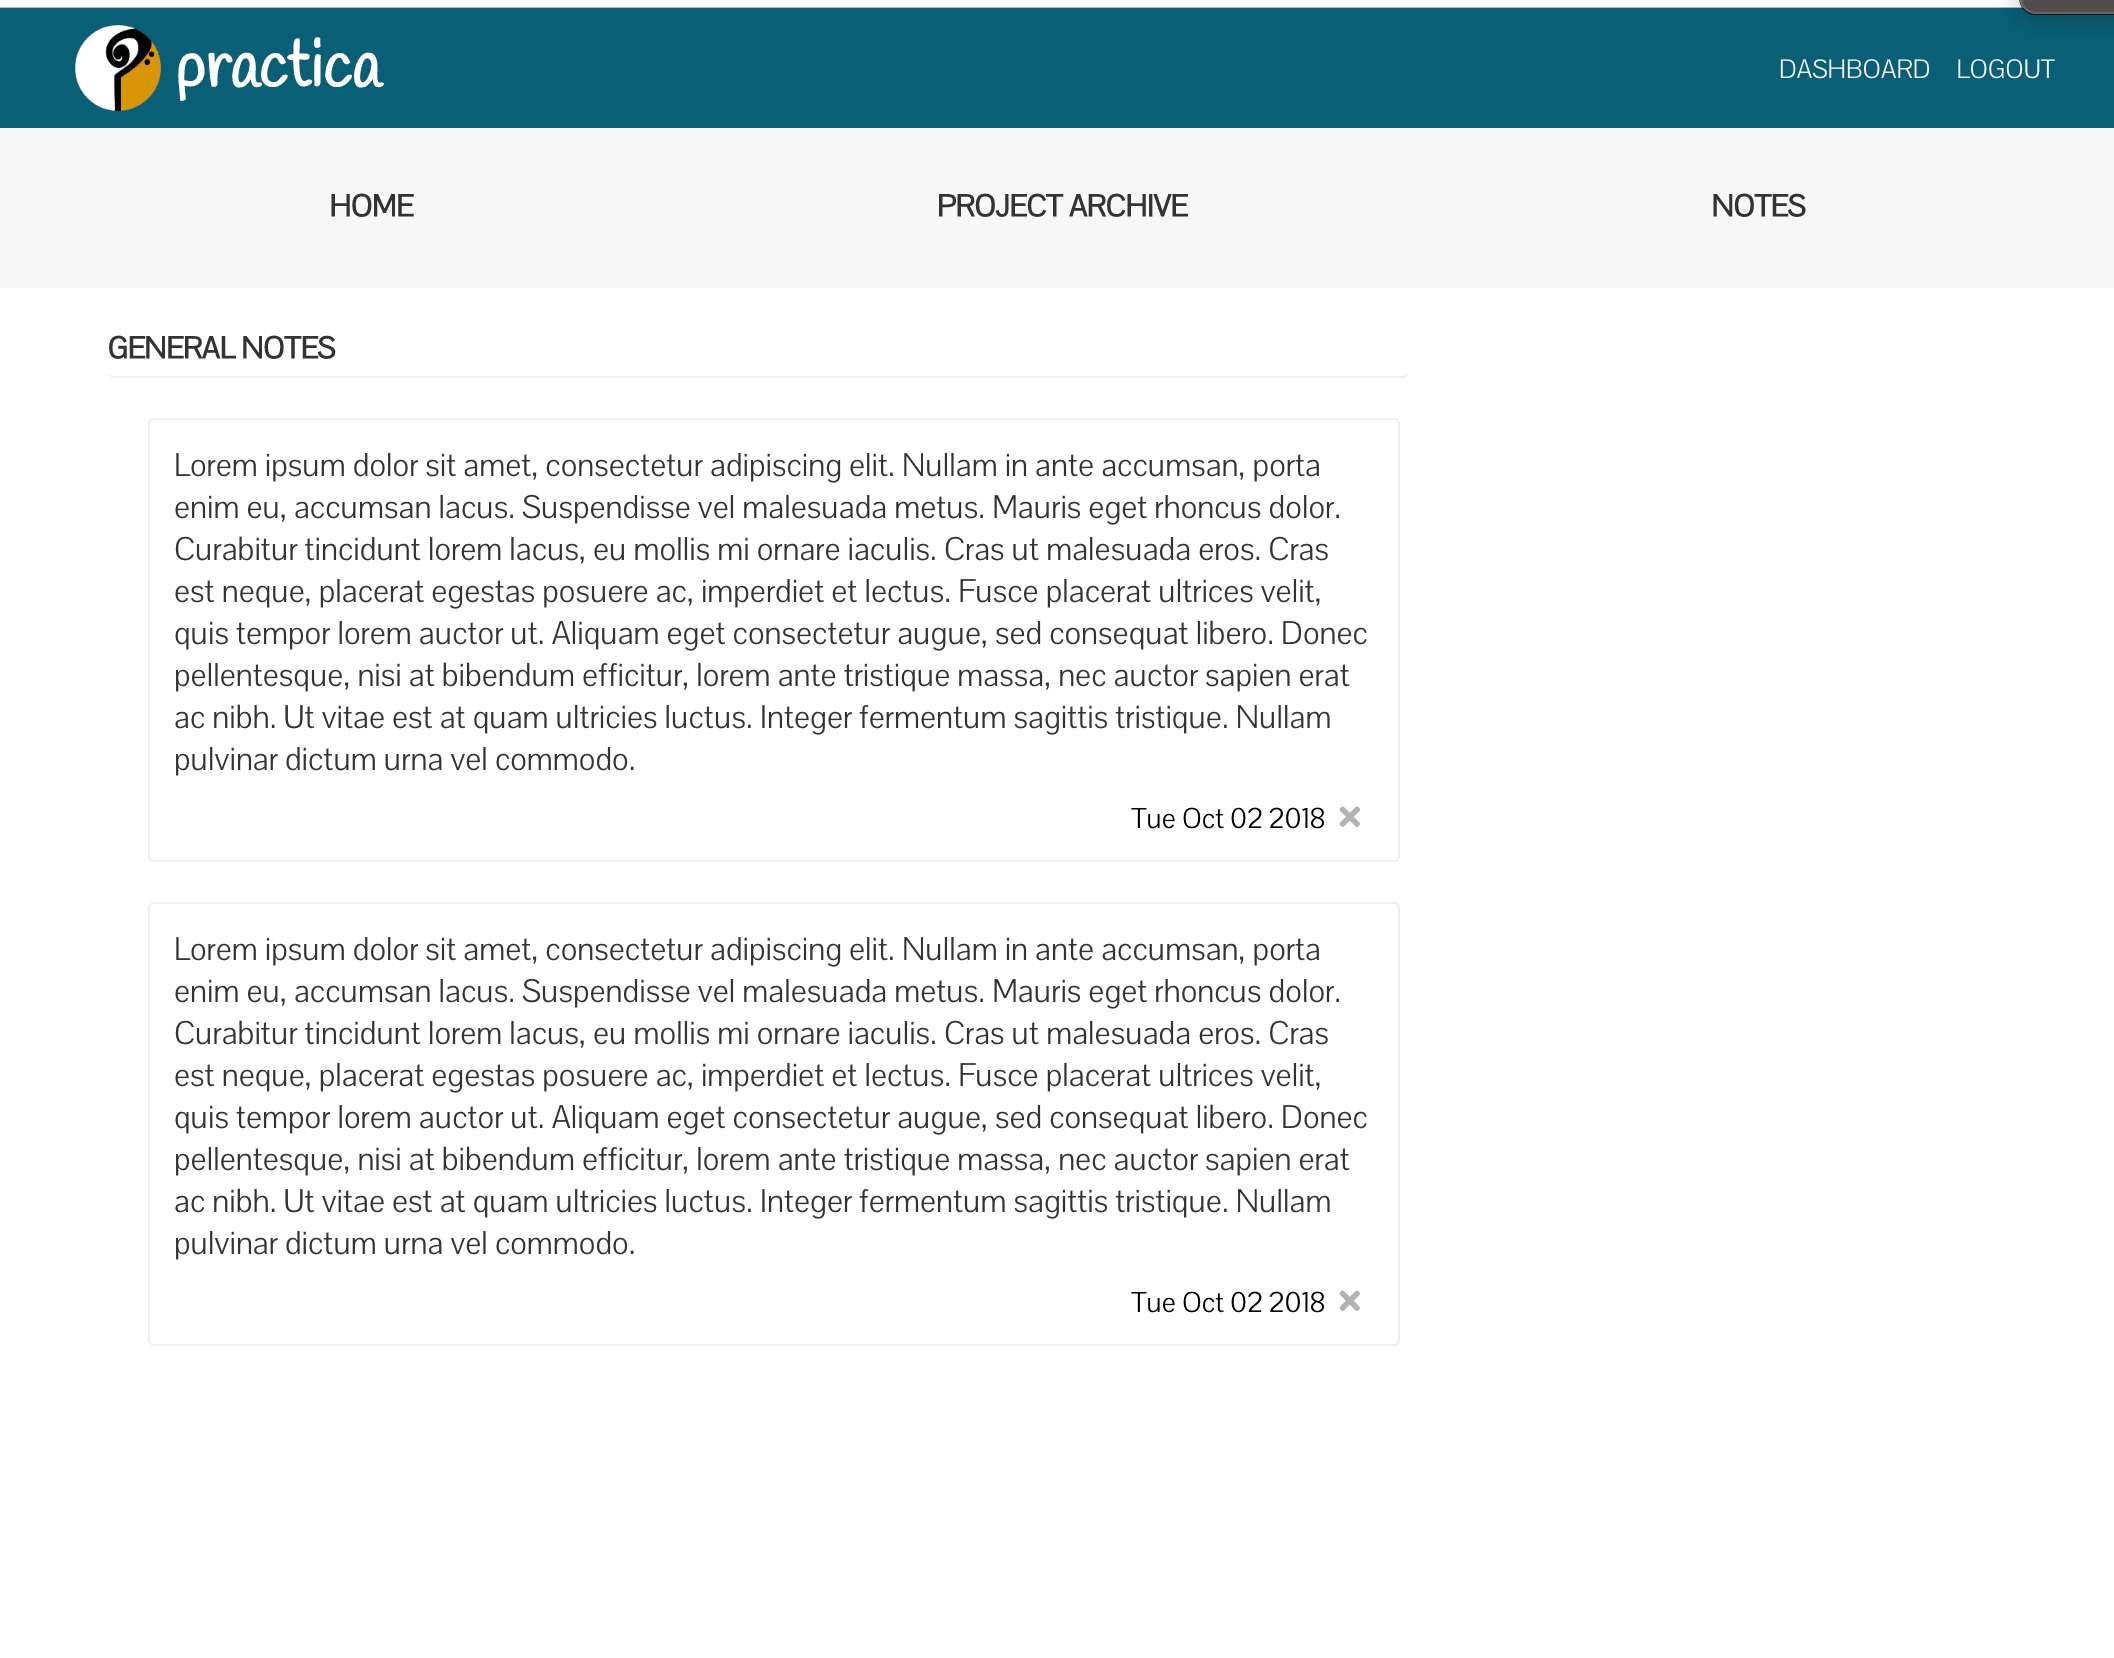 practica
DASHBOARD LOGOUT
HOME PROJECT ARCHIVE NOTES
GENERAL NOTES
Lorem ipsum dolor sit amet, consectetur adipiscing elit. Nullam in ante accumsan, porta
enim eu, accumsan lacus. Suspendisse vel malesuada metus. Mauris eget rhoncus dolor.
Curabitur tincidunt lorem lacus, eu mollis mi ornare iaculis. Cras ut malesuada eros. Cras
est neque, placerat egestas posuere ac, imperdiet et lectus. Fusce placerat ultrices velit,
quis tempor lorem auctor ut. Aliquam eget consectetur augue, sed consequat libero. Donec
pellentesque, nisi at bibendum efficitur, lorem ante tristique massa, nec auctor sapien erat
ac nibh. Ut vitae est at quam ultricies luctus. Integer fermentum sagittis tristique. Nullam
pulvinar dictum urna vel commodo.
Tue Oct 02 2018
Lorem ipsum dolor sit amet, consectetur adipiscing elit. Nullam in ante accumsan, porta
enim eu, accumsan lacus. Suspendisse vel malesuada metus. Mauris eget rhoncus dolor.
Curabitur tincidunt lorem lacus, eu mollis mi ornare iaculis. Cras ut malesuada eros. Cras
est neque, placerat egestas posuere ac, imperdiet et lectus. Fusce placerat ultrices velit,
quis tempor lorem auctor ut. Aliquam eget consectetur augue, sed consequat libero. Donec
pellentesque, nisi at bibendum efficitur, lorem ante tristique massa, nec auctor sapien erat
ac nibh. Ut vitae est at quam ultricies luctus. Integer fermentum sagittis tristique. Nullam
pulvinar dictum urna vel commodo.
Tue Oct 02 2018